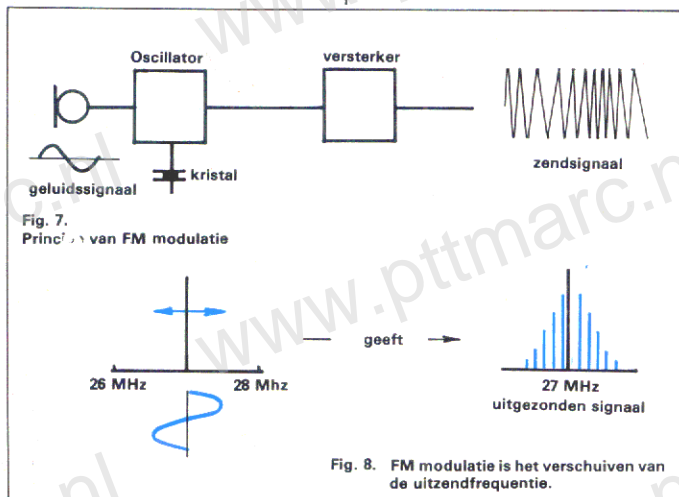 Oscillator
versterker
geluidssignaal
kristal
zendsignaal
Fig. 7.
van FM modulatie
geeft
26 MHz
28 Mhz
27 MHz
uitgezonden signaal
Fig. 8. FM modulatie is het verschuiven van
de uitzendfrequentie.
www.pttmarc.nl